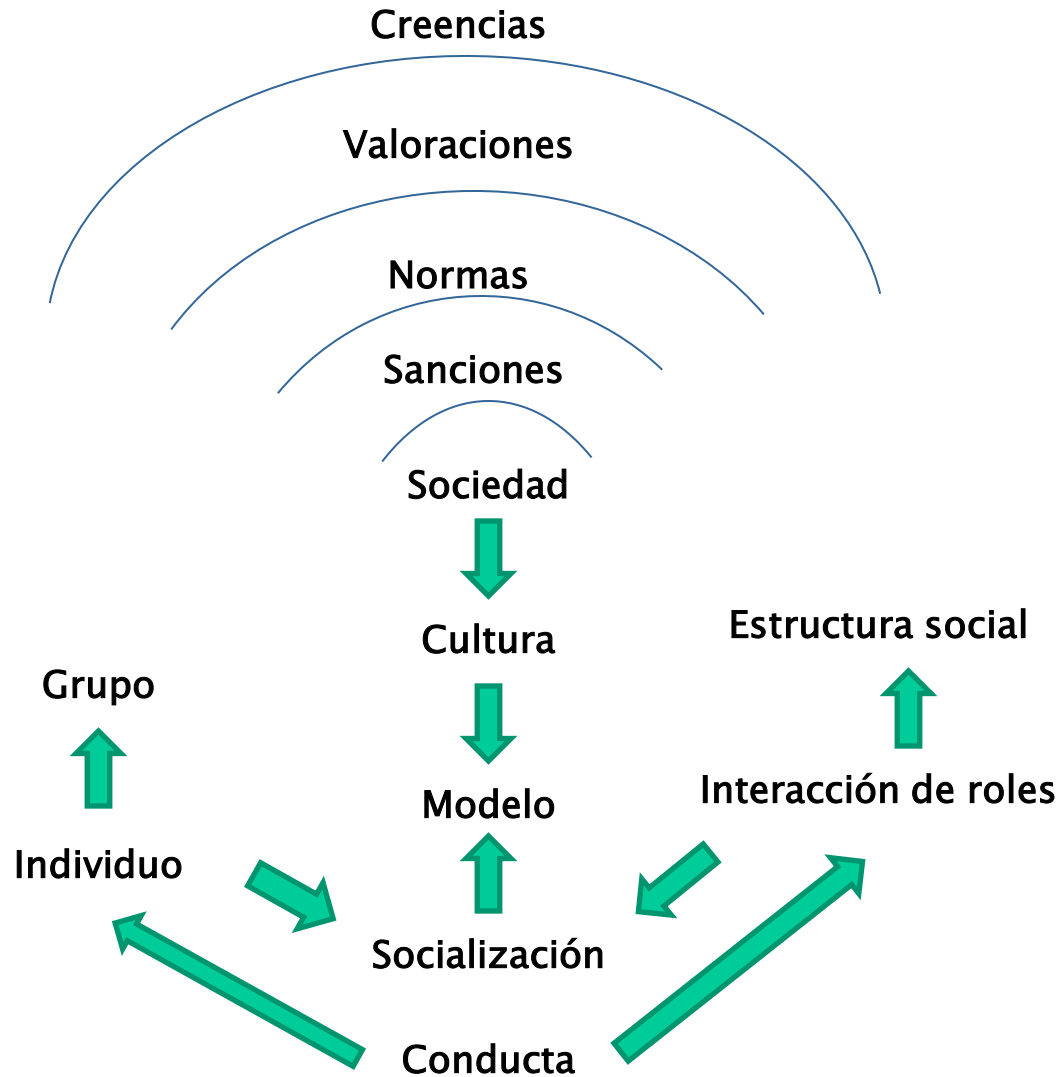 Creencias
Valoraciones
Normas
Sanciones
Sociedad
Cultura
Estructura social
Grupo
Modelo
Interacción de roles
Individuo
Socialización
Conducta